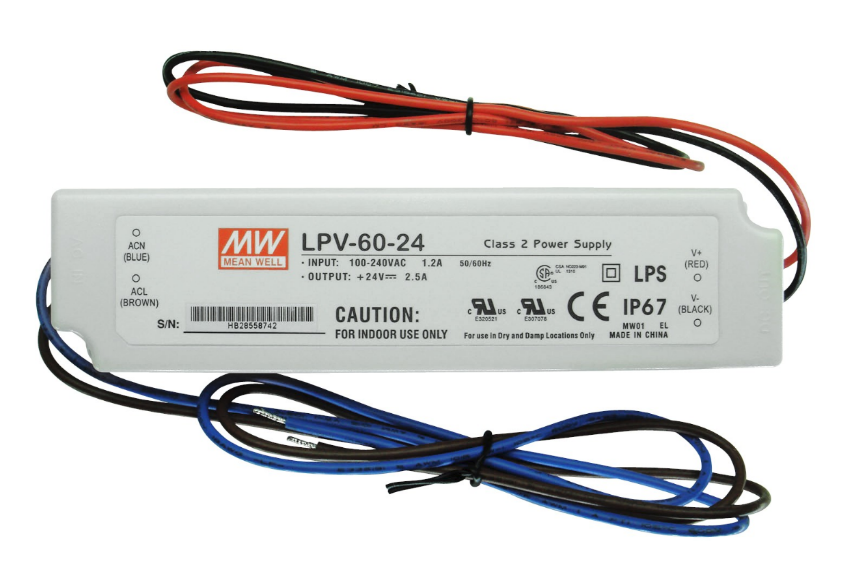 ACN
(BLUE)
ACL
(BROWN)
MW
MEAN WELL
LPV-60-24
Class 2 Power Supply
· INPUT: 100-240VAC 1.2A 50/60Hz
· OUTPUT: +24V⎓ 2.5A
S/N:
HB28558742
CAUTION:
FOR INDOOR USE ONLY
LPS
c UL US
E320521
c UL US
CE
IP67
MW01 EL
For use in Dry and Damp Locations Only
MADE IN CHINA
V+
(RED)
V-
(BLACK)